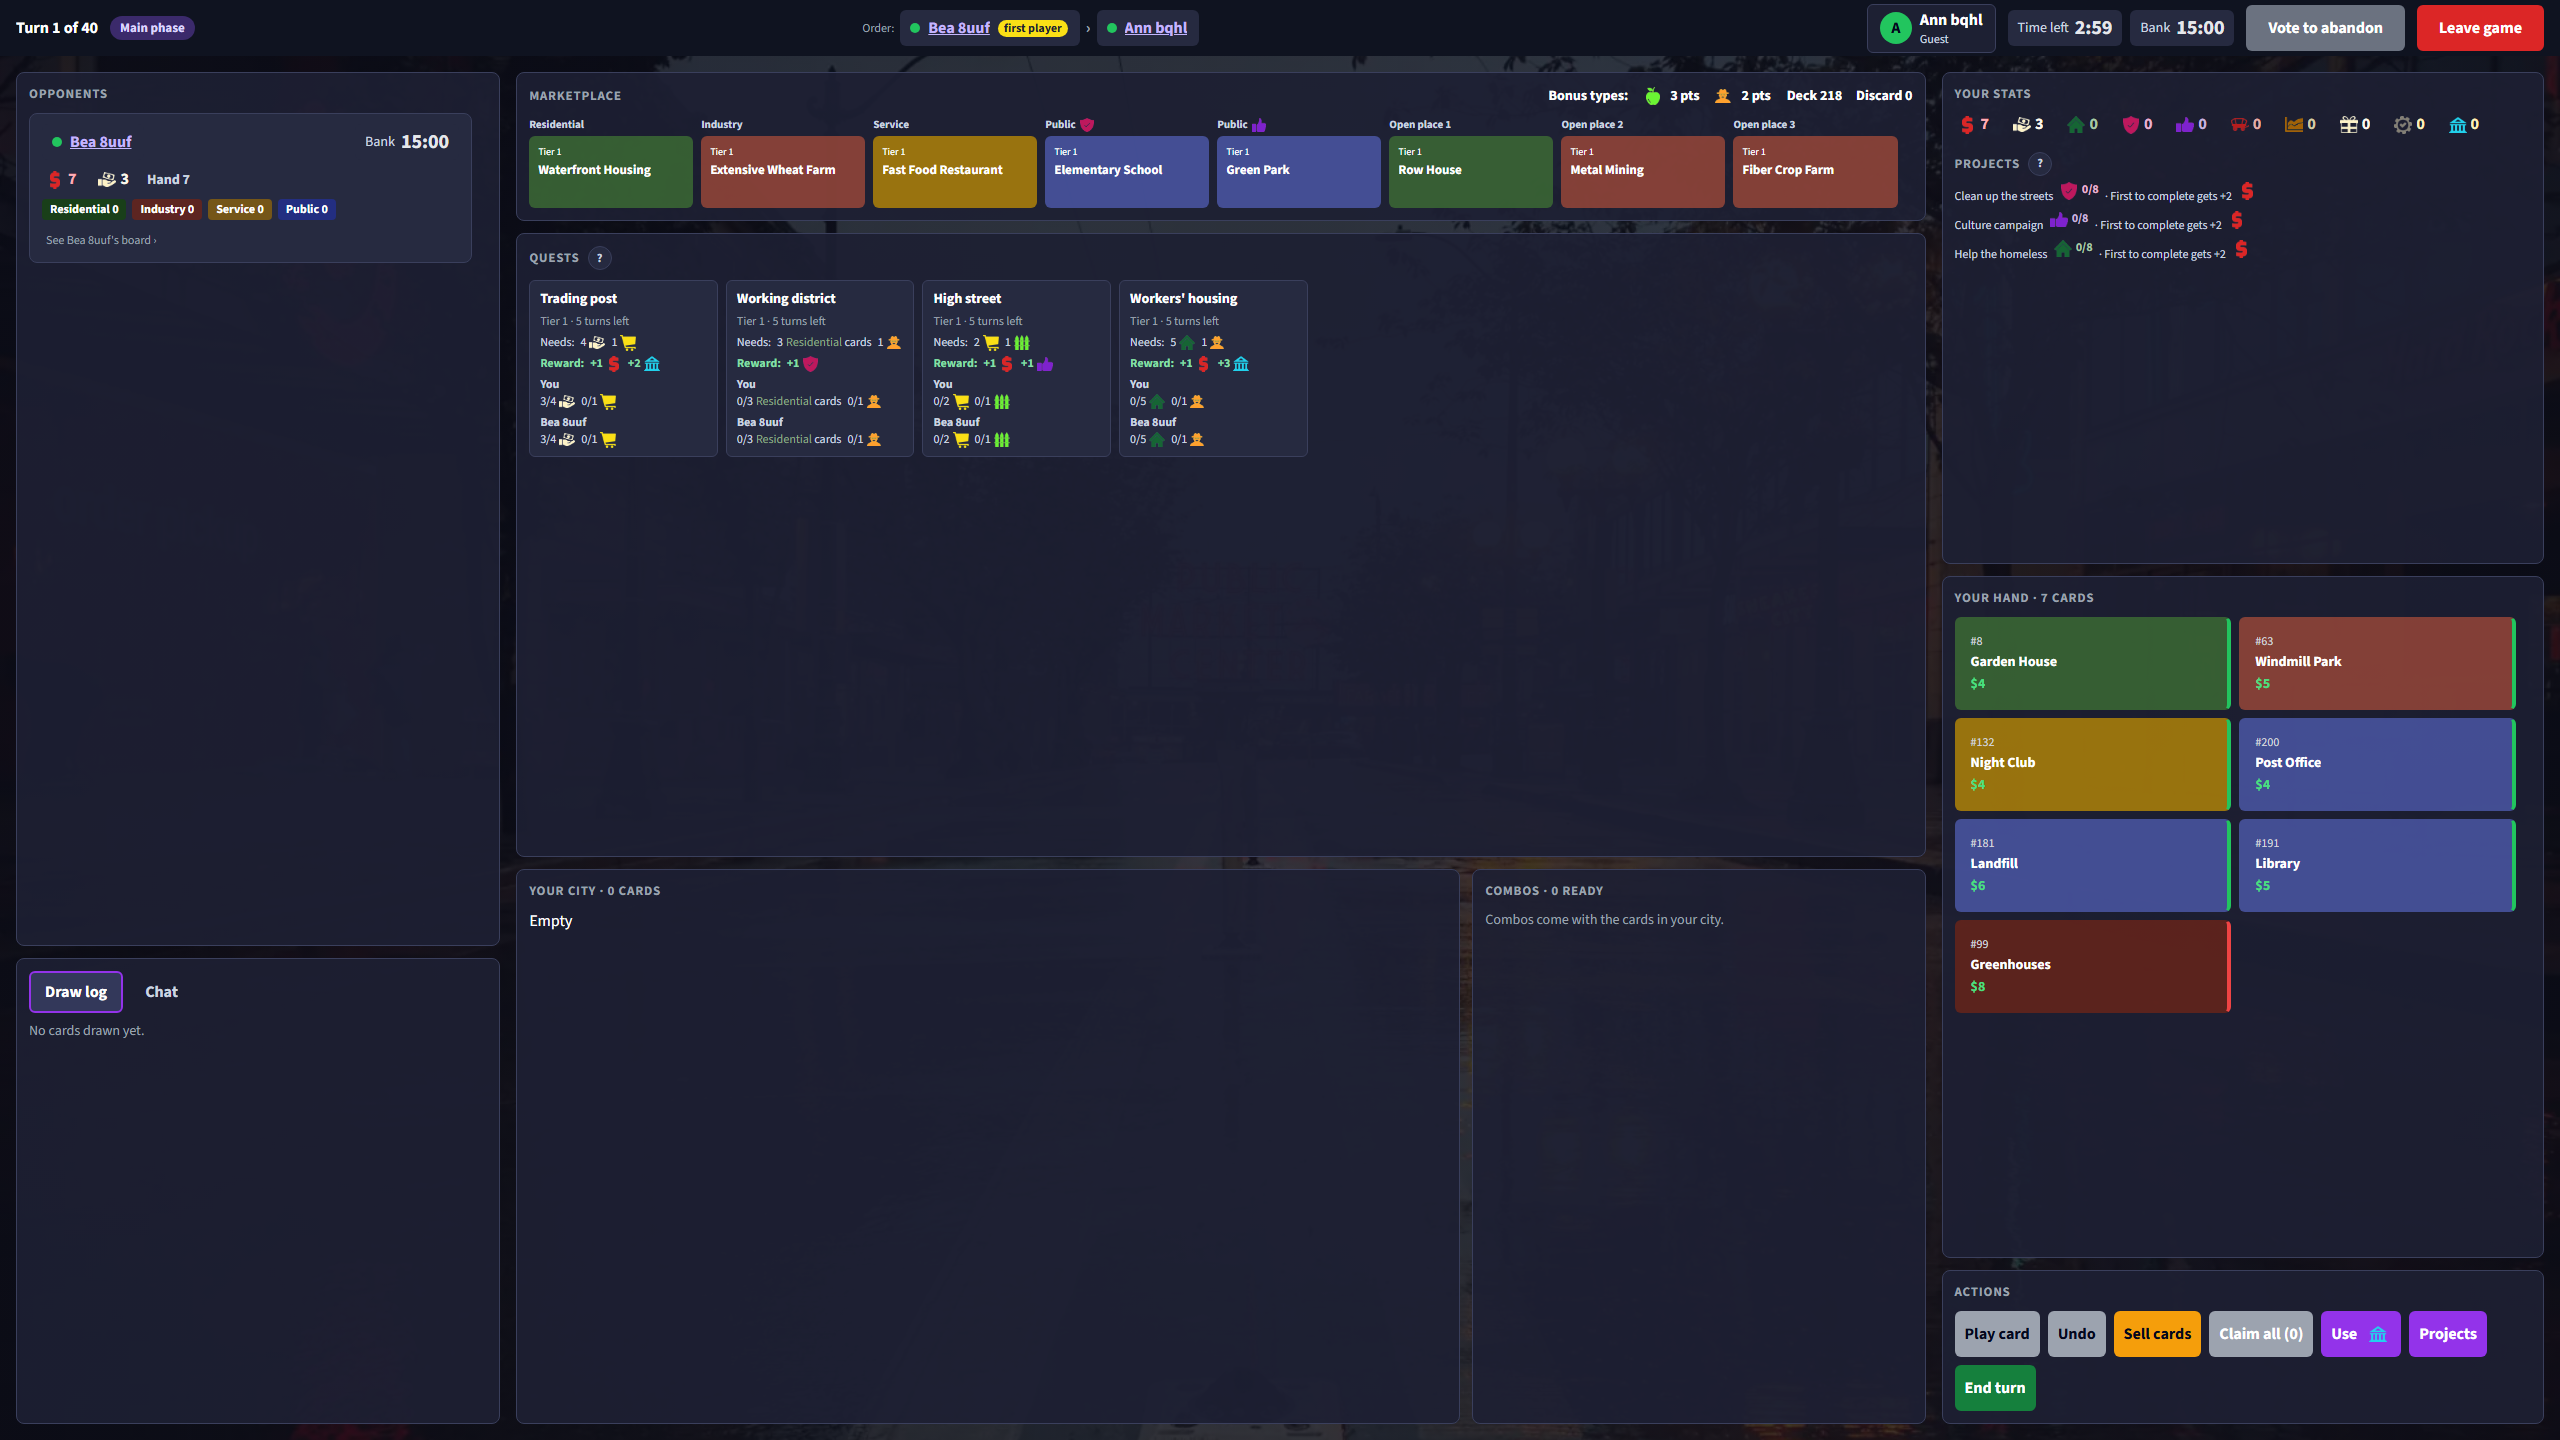 Turn 1 of 40 Main phase
Order: Bea 8uuf first player › Ann bqhl
A Ann bqhl
Guest
Time left 2:59
Bank 15:00
Vote to abandon
Leave game
OPPONENTS
Bea 8uuf Bank 15:00
7 3 Hand 7
Residential 0 Industry 0 Service 0 Public 0
See Bea 8uuf's board ›
Draw log Chat
No cards drawn yet.
MARKETPLACE
Bonus types: 3 pts 2 pts Deck 218 Discard 0
Residential Industry Service Public Public Open place 1 Open place 2 Open place 3
Tier 1 Tier 1 Tier 1 Tier 1 Tier 1 Tier 1 Tier 1 Tier 1
Waterfront Housing Extensive Wheat Farm Fast Food Restaurant Elementary School Green Park Row House Metal Mining Fiber Crop Farm
QUESTS ?
Trading post
Tier 1 · 5 turns left
Needs: 4 1
Reward: +1 $ +2
You
3/4 0/1
Bea 8uuf
3/4 0/1
Working district
Tier 1 · 5 turns left
Needs: 3 Residential cards 1
Reward: +1
You
0/3 Residential cards 0/1
Bea 8uuf
0/3 Residential cards 0/1
High street
Tier 1 · 5 turns left
Needs: 2 1
Reward: +1 $ +1
You
0/2 0/1
Bea 8uuf
0/2 0/1
Workers' housing
Tier 1 · 5 turns left
Needs: 5 1
Reward: +1 $ +3
You
0/5 0/1
Bea 8uuf
0/5 0/1
YOUR CITY · 0 CARDS
Empty
COMBOS · 0 READY
Combos come with the cards in your city.
YOUR STATS
$ 7 3 0 0 0 0 0 0 0 0
PROJECTS ?
Clean up the streets 0/8 · First to complete gets +2 $
Culture campaign 0/8 · First to complete gets +2 $
Help the homeless 0/8 · First to complete gets +2 $
YOUR HAND · 7 CARDS
#8
Garden House
$4
#63
Windmill Park
$5
#132
Night Club
$4
#200
Post Office
$4
#181
Landfill
$6
#191
Library
$5
#99
Greenhouses
$8
ACTIONS
Play card Undo Sell cards Claim all (0) Use Projects
End turn